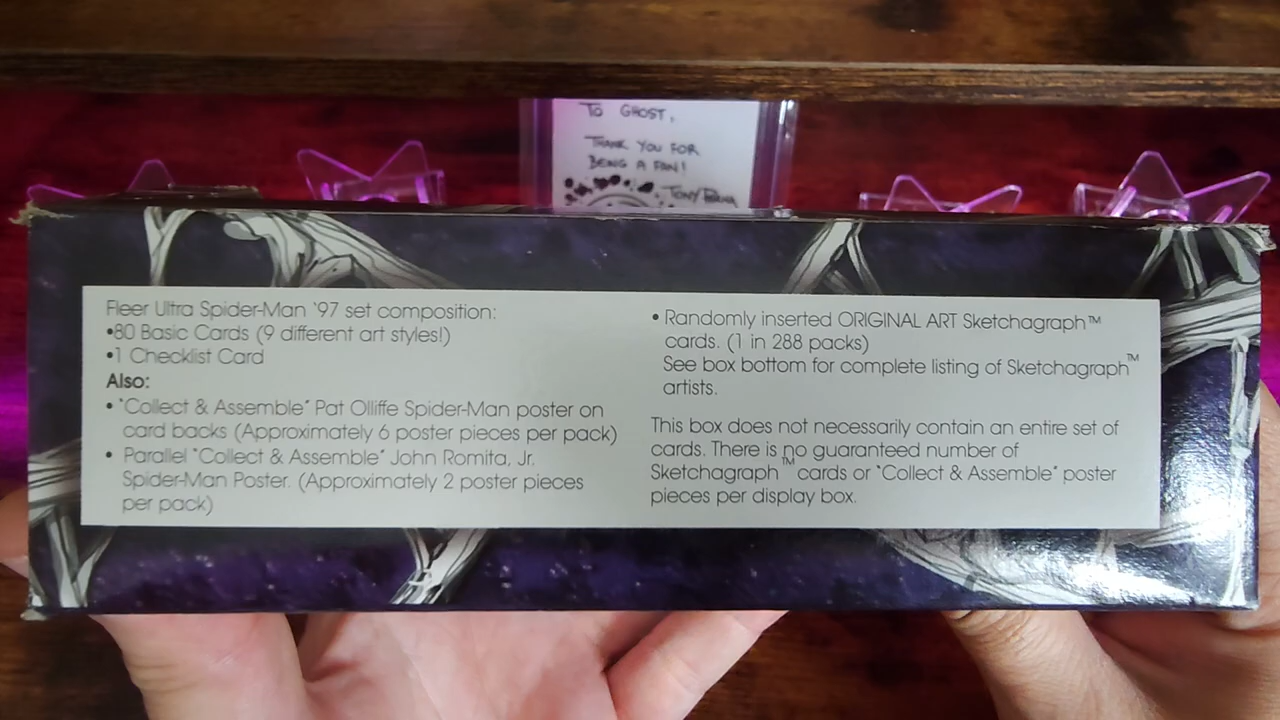 TO GHOST,
THANK YOU FOR
BEING A FAN!
Fleer Ultra Spider-Man '97 set composition:
•80 Basic Cards (9 different art styles!)
•1 Checklist Card
Also:
• "Collect & Assemble" Pat Olliffe Spider-Man poster on
card backs (Approximately 6 poster pieces per pack)
• Parallel "Collect & Assemble" John Romita, Jr.
Spider-Man Poster. (Approximately 2 poster pieces
per pack)
• Randomly inserted ORIGINAL ART Sketchagraph™
cards. (1 in 288 packs)
See box bottom for complete listing of Sketchagraph™
artists.
This box does not necessarily contain an entire set of
cards. There is no guaranteed number of
Sketchagraph™ cards or "Collect & Assemble" poster
pieces per display box.